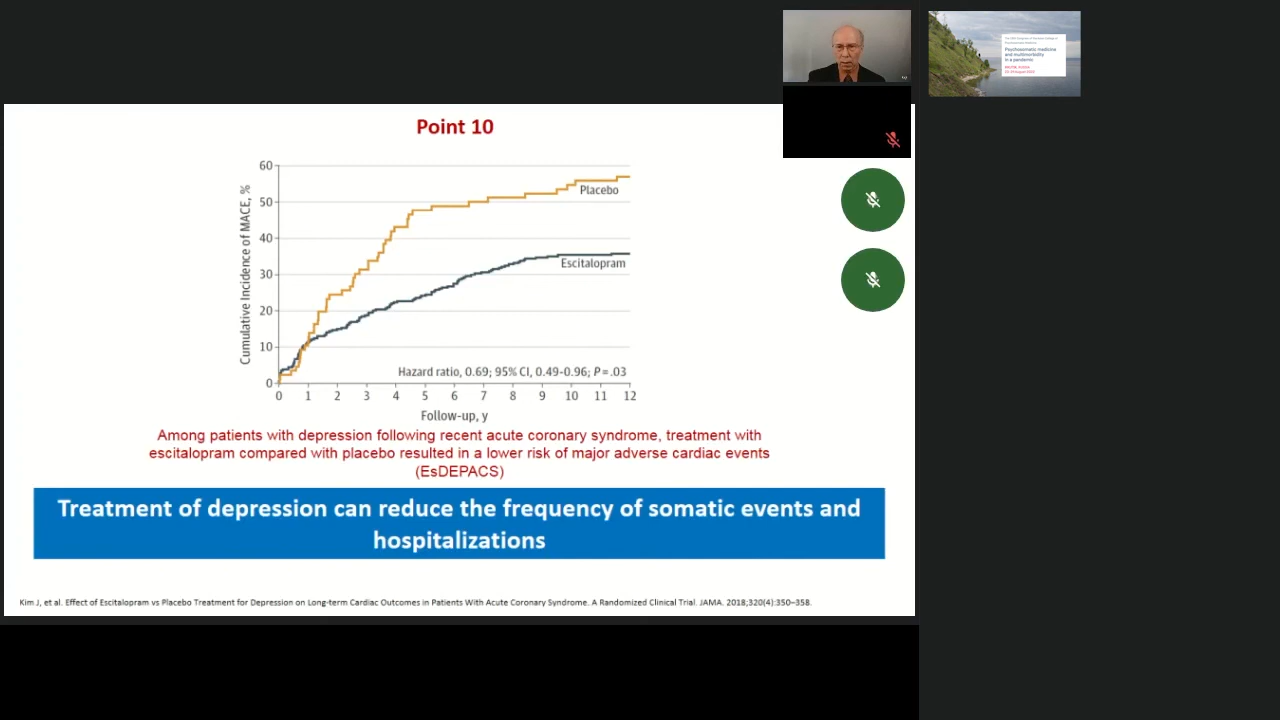 Psychosomatic medicine
and multimorbidity
in a pandemic
Point 10
60
50
40
30
20
10
0
Cumulative Incidence of MACE, %
Placebo
Escitalopram
Hazard ratio, 0.69; 95% CI, 0.49-0.96; P = .03
0 1 2 3 4 5 6 7 8 9 10 11 12
Follow-up, y
Among patients with depression following recent acute coronary syndrome, treatment with
escitalopram compared with placebo resulted in a lower risk of major adverse cardiac events
(EsDEPACS)
Treatment of depression can reduce the frequency of somatic events and
hospitalizations
Kim J, et al. Effect of Escitalopram vs Placebo Treatment for Depression on Long-term Cardiac Outcomes in Patients With Acute Coronary Syndrome. A Randomized Clinical Trial. JAMA. 2018;320(4):350–358.